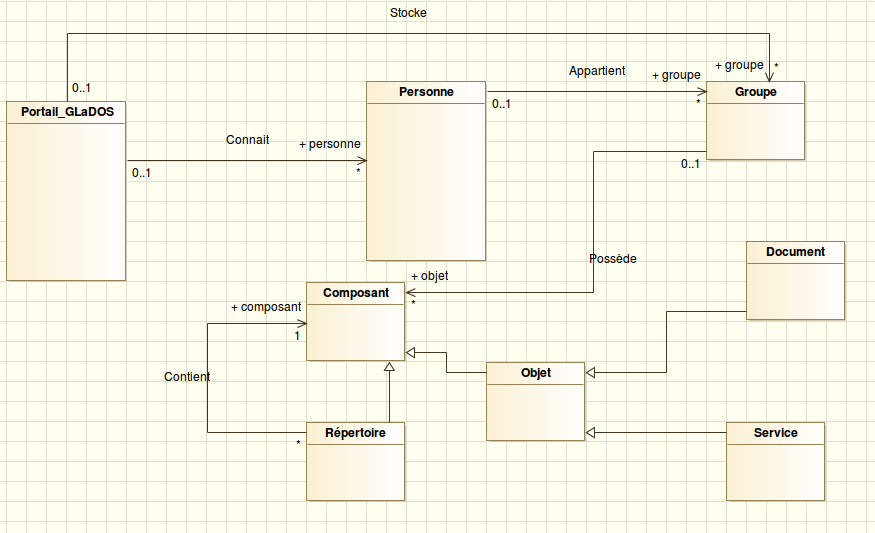 Stocke
0..1
+ groupe
*
Portail_GLaDOS
Connait
+ personne
0..1
*
Personne
Appartient
+ groupe
0..1
*
Groupe
0..1
Possède
+ objet
*
Document
Composant
+ composant
1
Contient
Objet
Répertoire
*
Service